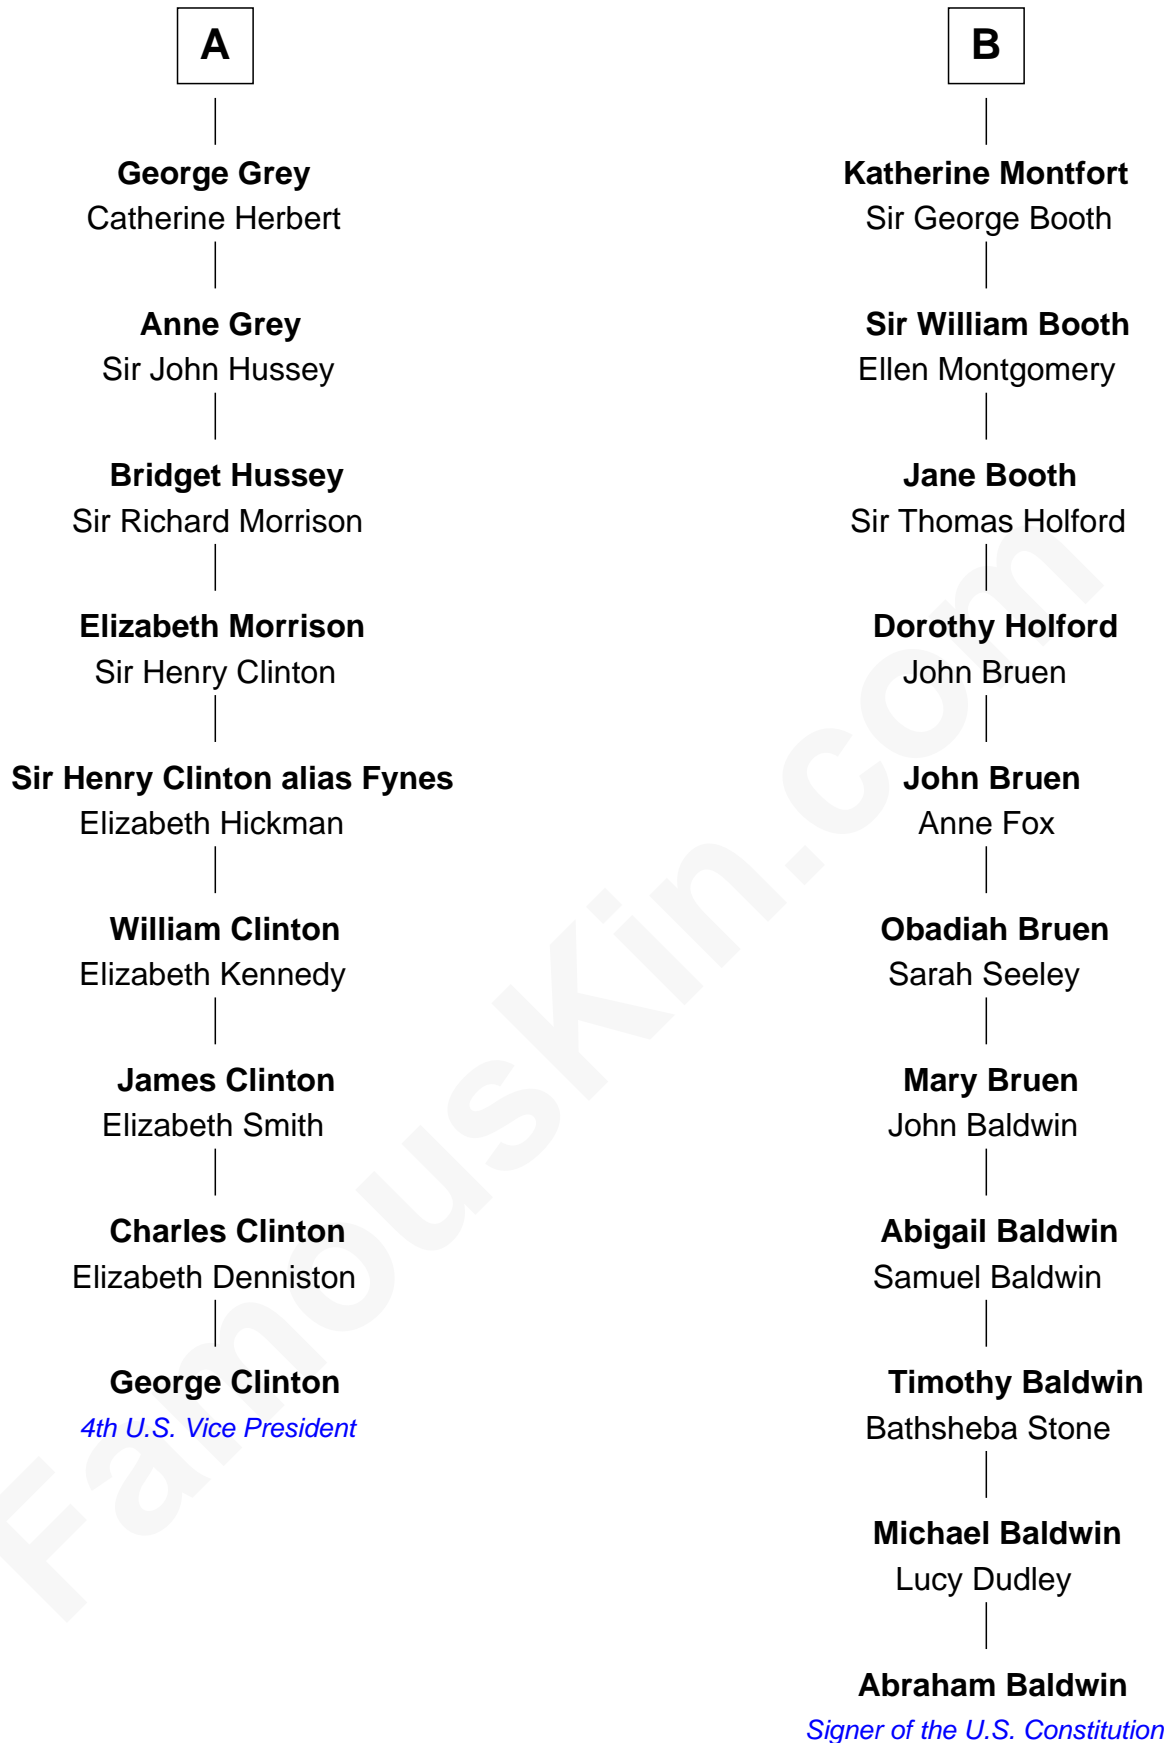 A
George Grey
Catherine Herbert
Anne Grey
Sir John Hussey
Bridget Hussey
Sir Richard Morrison
Elizabeth Morrison
Sir Henry Clinton
Sir Henry Clinton alias Fynes
Elizabeth Hickman
William Clinton
Elizabeth Kennedy
James Clinton
Elizabeth Smith
Charles Clinton
Elizabeth Denniston
George Clinton
4th U.S. Vice President
B
Katherine Montfort
Sir George Booth
Sir William Booth
Ellen Montgomery
Jane Booth
Sir Thomas Holford
Dorothy Holford
John Bruen
John Bruen
Anne Fox
Obadiah Bruen
Sarah Seeley
Mary Bruen
John Baldwin
Abigail Baldwin
Samuel Baldwin
Timothy Baldwin
Bathsheba Stone
Michael Baldwin
Lucy Dudley
Abraham Baldwin
Signer of the U.S. Constitution
FamousKin.com